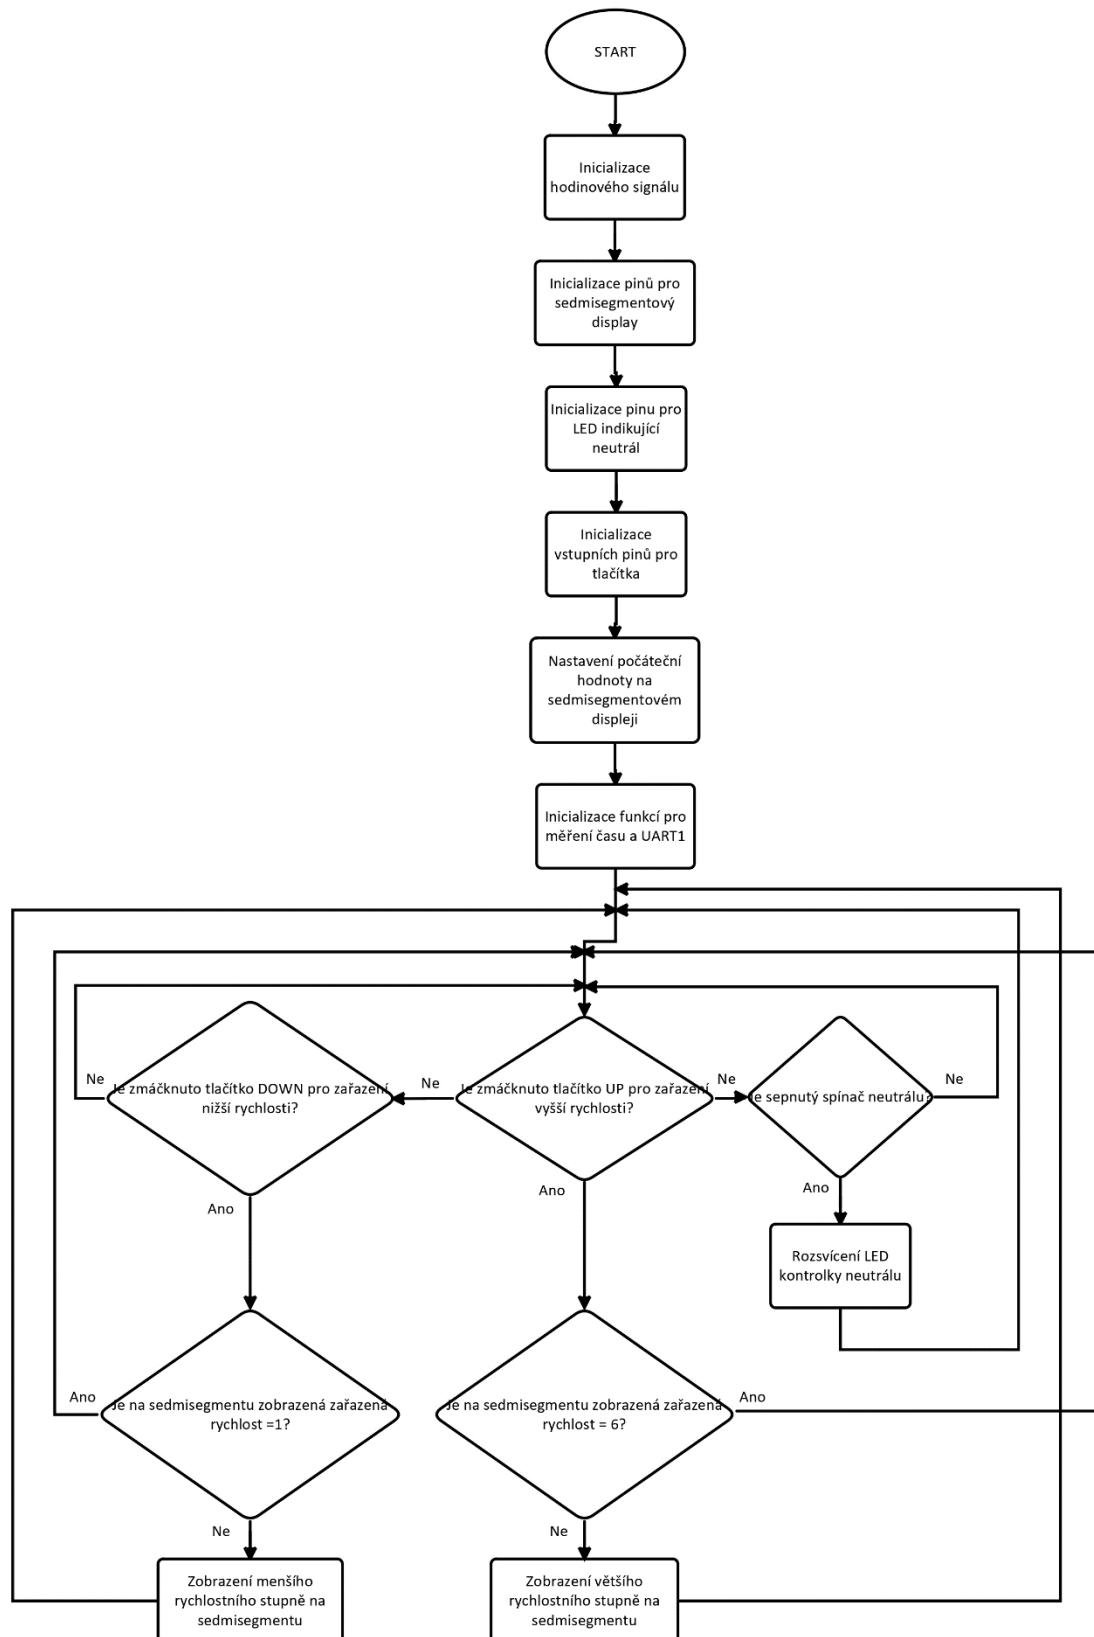 START
Inicializace
hodinového signálu
Inicializace pinů pro
sedmisegmentový
display
Inicializace pinu pro
LED indikující
neutrál
Inicializace
vstupních pinů pro
tlačítka
Nastavení počáteční
hodnoty na
sedmisegmentovém
displeji
Inicializace funkcí pro
měření času a UART1
Ne
Je zmáčknuto tlačítko DOWN pro zařazení
nižší rychlosti?
Ne
Je zmáčknuto tlačítko UP pro zařazení
vyšší rychlosti?
Ne
Je sepnutý spínač neutrálu?
Ne
Ano
Ano
Ano
Rozsvícení LED
kontrolky neutrálu
Ano
Je na sedmisegmentu zobrazená zařazená
rychlost =1?
Je na sedmisegmentu zobrazená zařazená
rychlost = 6?
Ano
Ne
Ne
Zobrazení menšího
rychlostního stupně na
sedmisegmentu
Zobrazení většího
rychlostního stupně na
sedmisegmentu